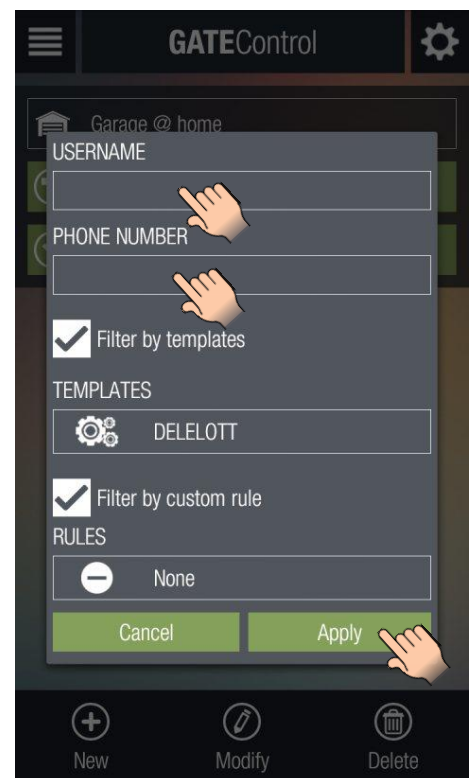 GATEControl
Garage @ home
USERNAME
PHONE NUMBER
Filter by templates
TEMPLATES
DELELOTT
Filter by custom rule
RULES
None
Cancel Apply
New Modify Delete